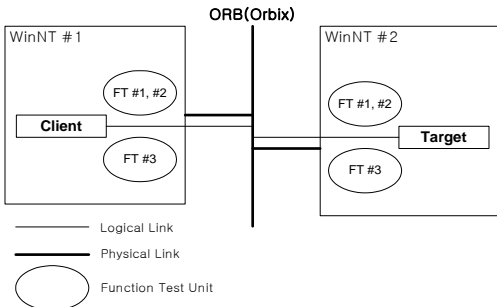 ORB(Orbix)
WinNT #1
WinNT #2
FT #1, #2
FT #1, #2
Client
Target
FT #3
FT #3
Logical Link
Physical Link
Function Test Unit